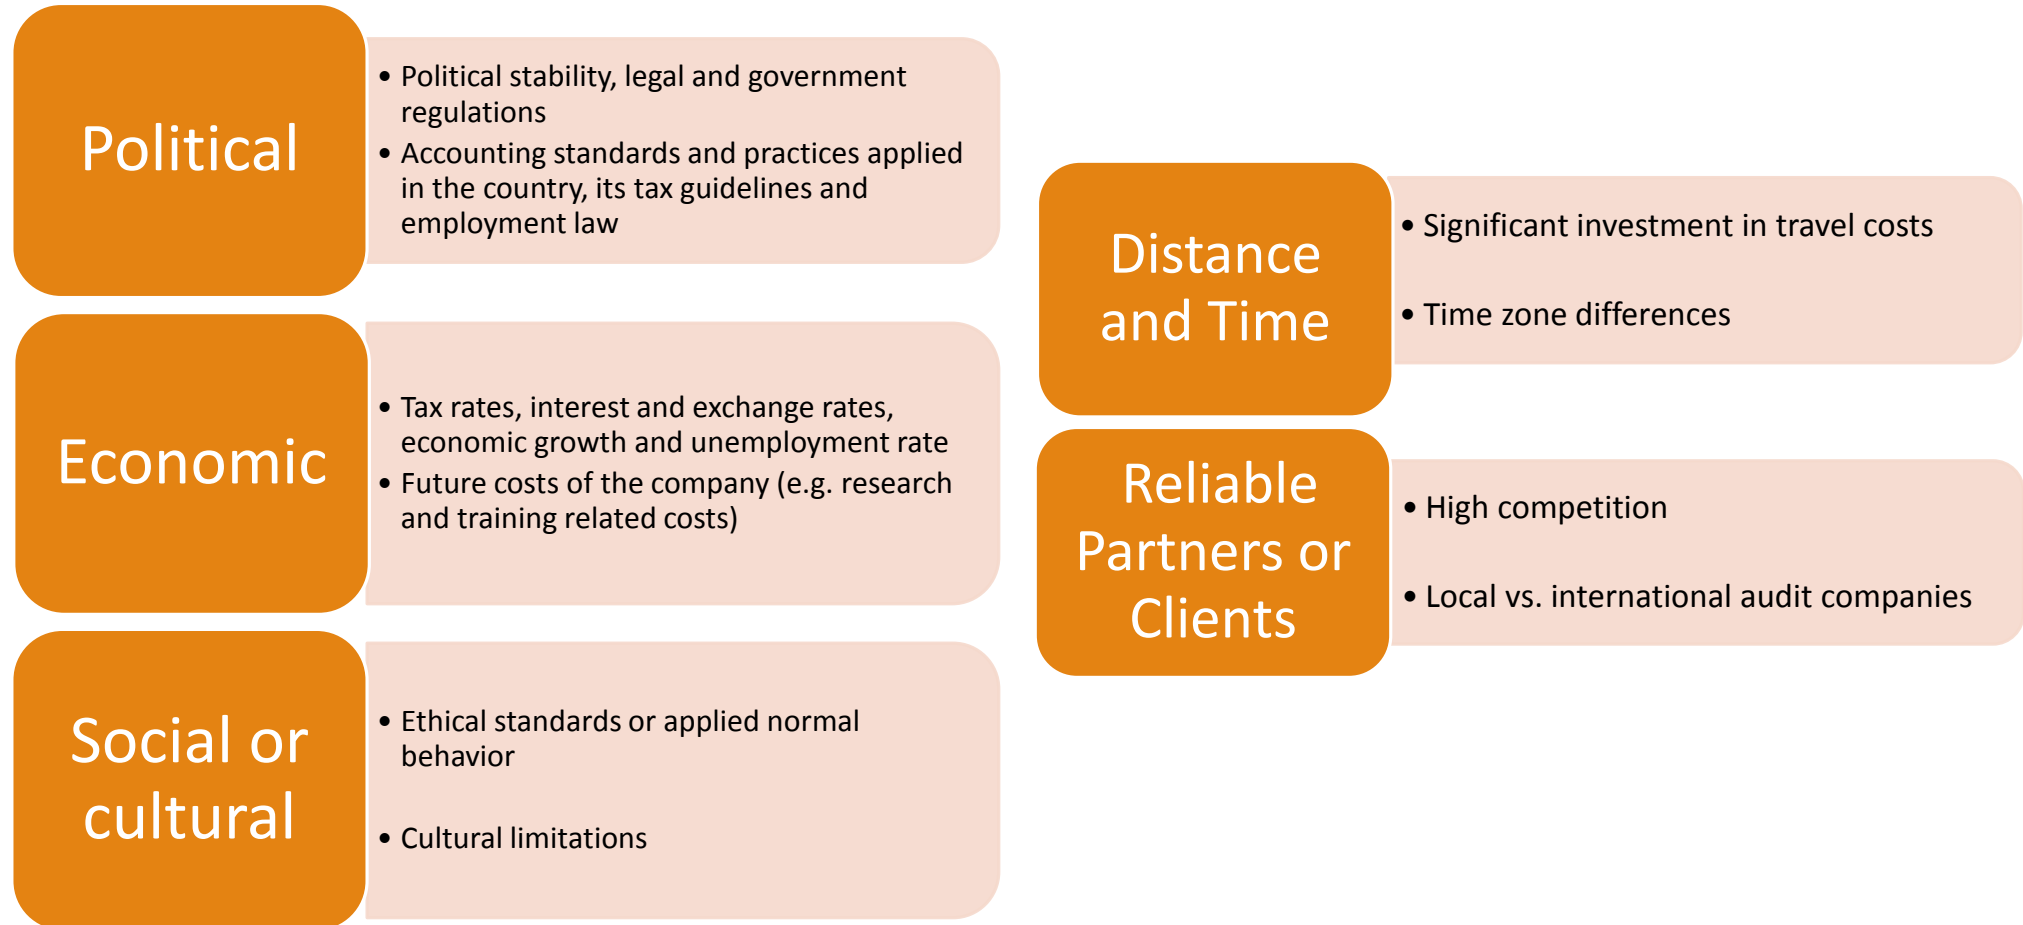 Political
• Political stability, legal and government
regulations
• Accounting standards and practices applied
in the country, its tax guidelines and
employment law
Economic
• Tax rates, interest and exchange rates,
economic growth and unemployment rate
• Future costs of the company (e.g. research
and training related costs)
Social or
cultural
• Ethical standards or applied normal
behavior
• Cultural limitations
Distance
and Time
• Significant investment in travel costs
• Time zone differences
Reliable
Partners or
Clients
• High competition
• Local vs. international audit companies